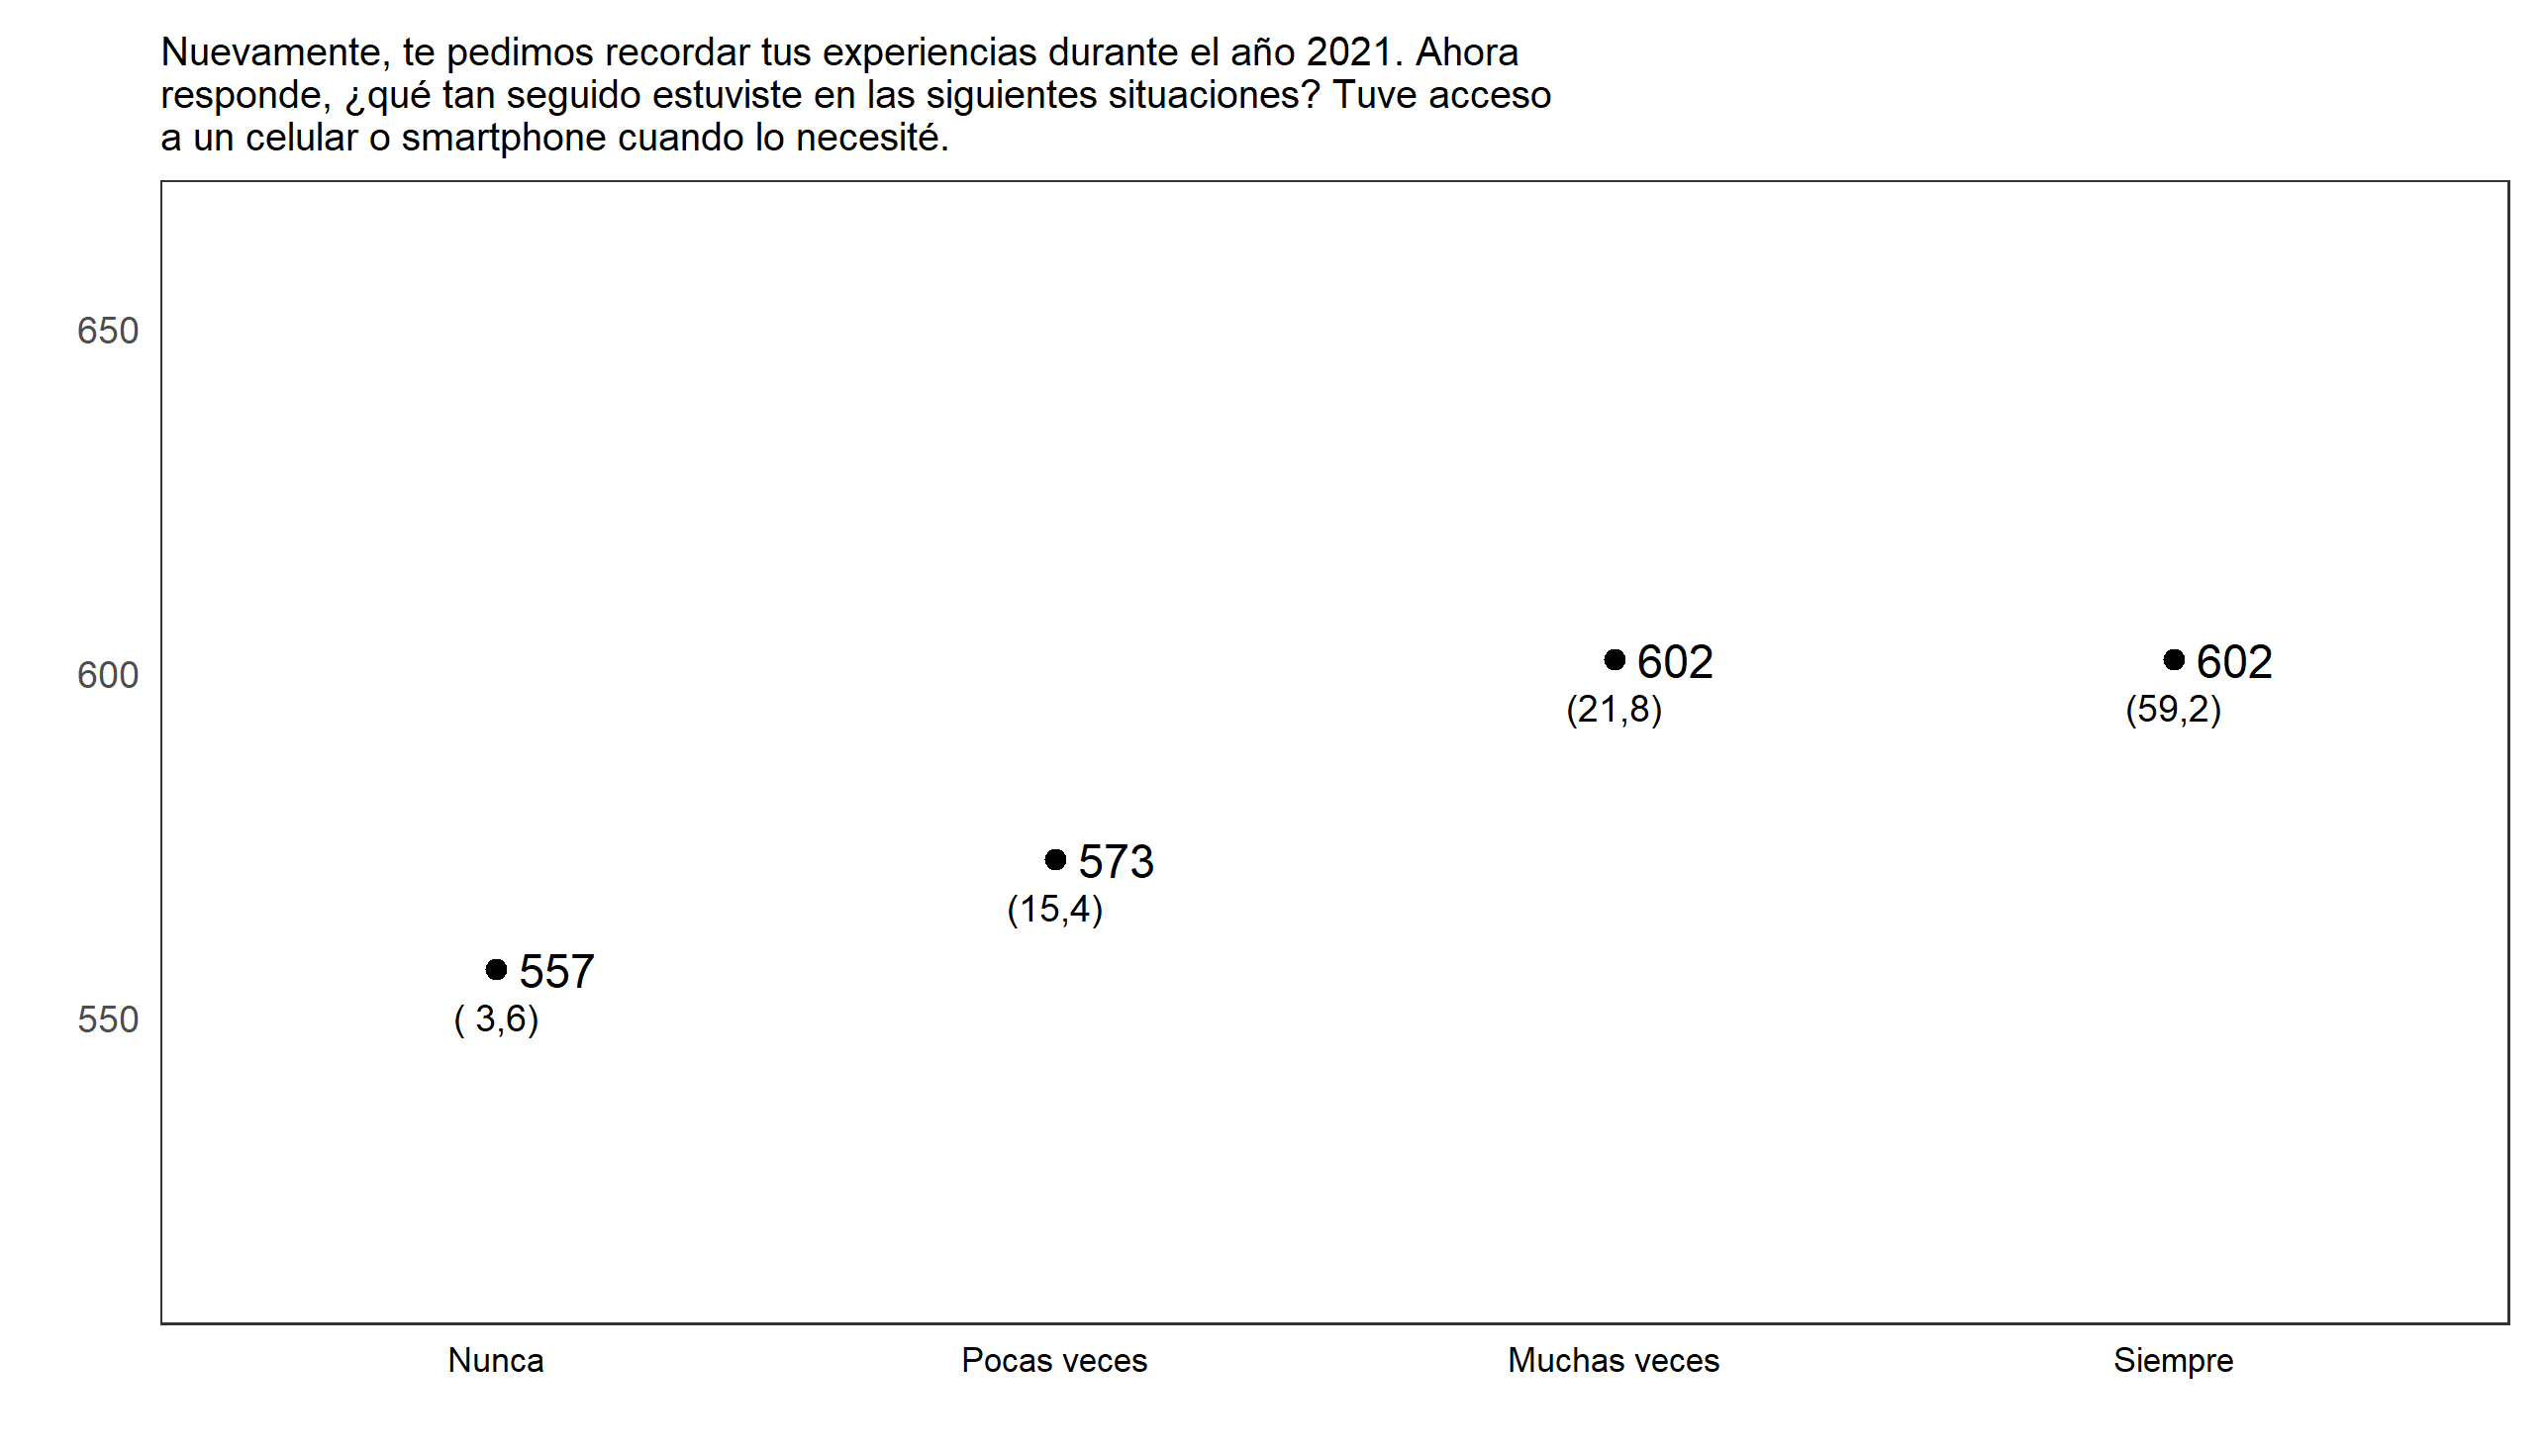 Nuevamente, te pedimos recordar tus experiencias durante el año 2021. Ahora
responde, ¿qué tan seguido estuviste en las siguientes situaciones? Tuve acceso
a un celular o smartphone cuando lo necesité.
650
600
550
602
(21,8)
602
(59,2)
573
(15,4)
557
( 3,6)
Nunca
Pocas veces
Muchas veces
Siempre